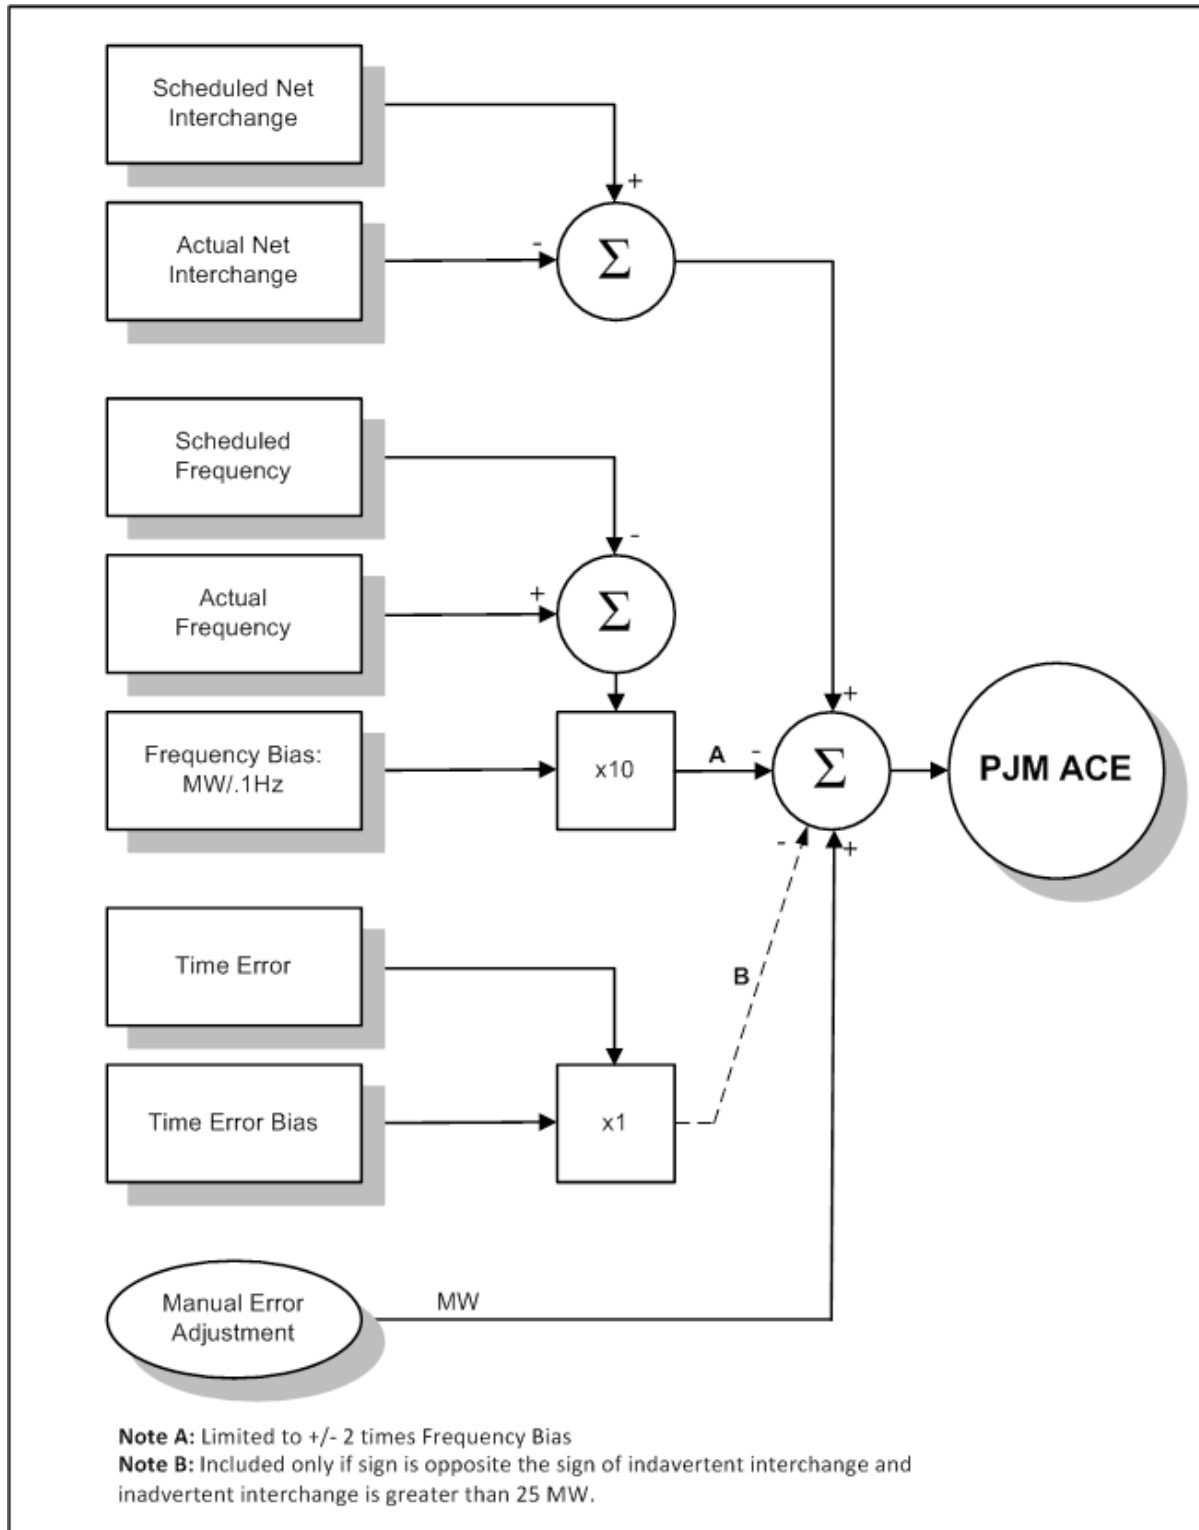 Scheduled Net
Interchange
+
Actual Net
Interchange
-
Σ
Scheduled
Frequency
-
Actual
Frequency
+
Σ
+
Frequency Bias:
MW/.1Hz
x10
A
-
Σ
PJM ACE
-
+
Time Error
B
Time Error Bias
x1
Manual Error
Adjustment
MW
Note A: Limited to +/- 2 times Frequency Bias
Note B: Included only if sign is opposite the sign of indavertent interchange and
inadvertent interchange is greater than 25 MW.